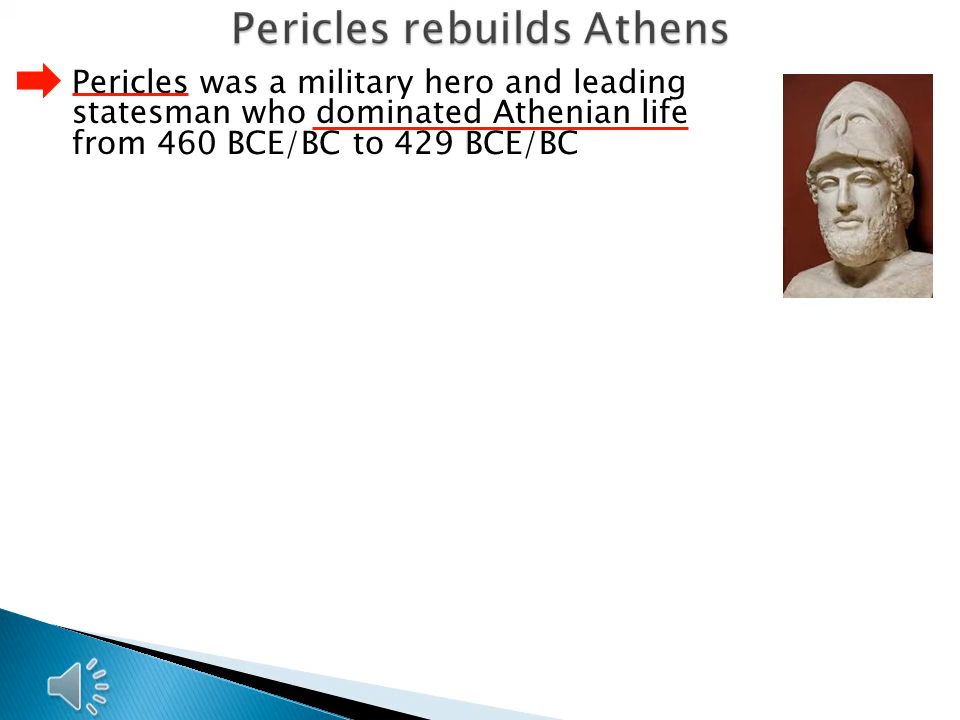 Pericles rebuilds Athens
Pericles was a military hero and leading
statesman who dominated Athenian life
from 460 BCE/BC to 429 BCE/BC